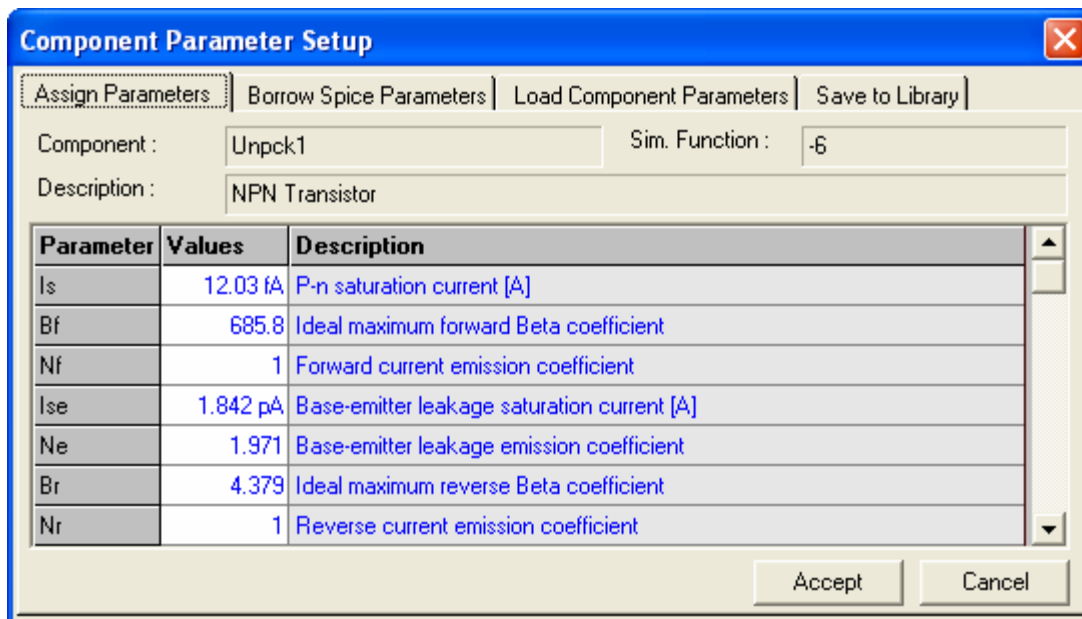 Component Parameter Setup
Assign Parameters Borrow Spice Parameters Load Component Parameters Save to Library
Component : Unpck1 Sim. Function : -6
Description : NPN Transistor
Parameter Values Description
Is 12.03 fA P-n saturation current [A]
Bf 685.8 Ideal maximum forward Beta coefficient
Nf 1 Forward current emission coefficient
Ise 1.842 pA Base-emitter leakage saturation current [A]
Ne 1.971 Base-emitter leakage emission coefficient
Br 4.379 Ideal maximum reverse Beta coefficient
Nr 1 Reverse current emission coefficient
Accept Cancel